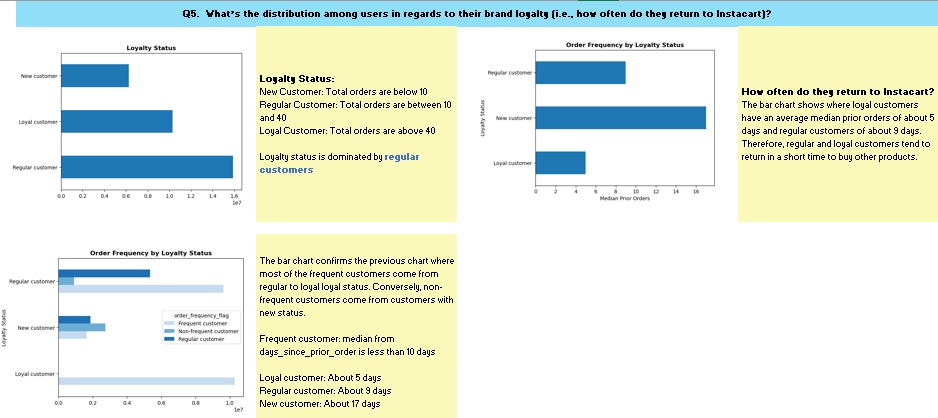 Q5. What's the distribution among users in regards to their brand loyalty (i.e., how often do they return to Instacart)?
Loyalty Status
New customer
Loyal customer
Regular customer
0.0 0.2 0.4 0.6 0.8 1.0 1.2 1.4 1.6
1e7
Loyalty Status:
New Customer: Total orders are below 10
Regular Customer: Total orders are between 10
and 40
Loyal Customer: Total orders are above 40
Loyalty status is dominated by regular
customers
Order Frequency by Loyalty Status
Loyalty Status
Regular customer
New customer
Loyal customer
0 2 4 6 8 10 12 14 16
Median Prior Orders
How often do they return to Instacart?
The bar chart shows where loyal customers
have an average median prior orders of about 5
days and regular customers of about 9 days.
Therefore, regular and loyal customers tend to
return in a short time to buy other products.
Order Frequency by Loyalty Status
Loyalty Status
Regular customer
New customer
Loyal customer
order_frequency_flag
Frequent customer
Non-frequent customer
Regular customer
0.0 0.2 0.4 0.6 0.8 1.0
1e7
The bar chart confirms the previous chart where
most of the frequent customers come from
regular to loyal loyal status. Conversely, non-
frequent customers come from customers with
new status.
Frequent customer: median from
days_since_prior_order is less than 10 days
Loyal customer: About 5 days
Regular customer: About 9 days
New customer: About 17 days